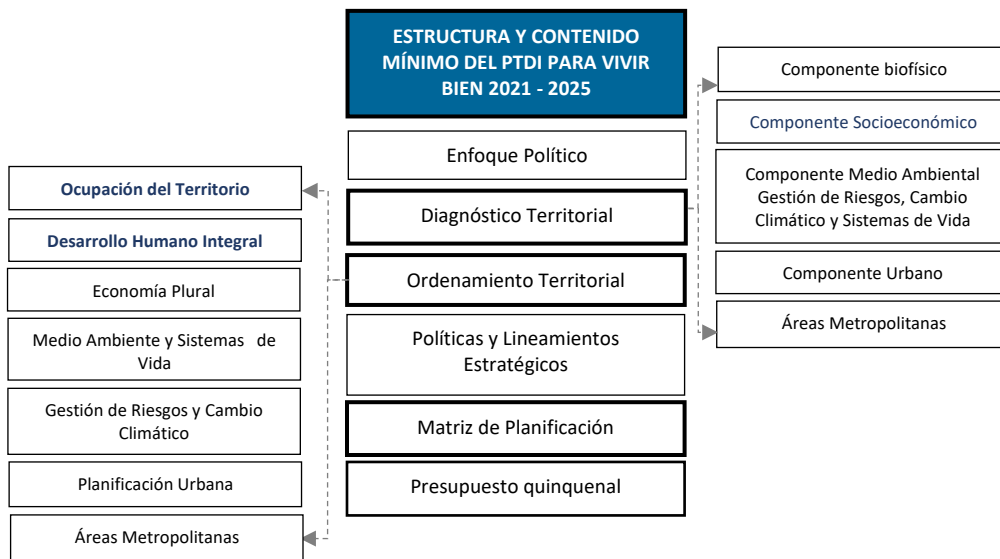 ESTRUCTURA Y CONTENIDO
MÍNIMO DEL PTDI PARA VIVIR
BIEN 2021 - 2025
Enfoque Político
Diagnóstico Territorial
Ordenamiento Territorial
Políticas y Lineamientos
Estratégicos
Matriz de Planificación
Presupuesto quinquenal
Ocupación del Territorio
Desarrollo Humano Integral
Economía Plural
Medio Ambiente y Sistemas de
Vida
Gestión de Riesgos y Cambio
Climático
Planificación Urbana
Áreas Metropolitanas
Componente biofísico
Componente Socioeconómico
Componente Medio Ambiental
Gestión de Riesgos, Cambio
Climático y Sistemas de Vida
Componente Urbano
Áreas Metropolitanas